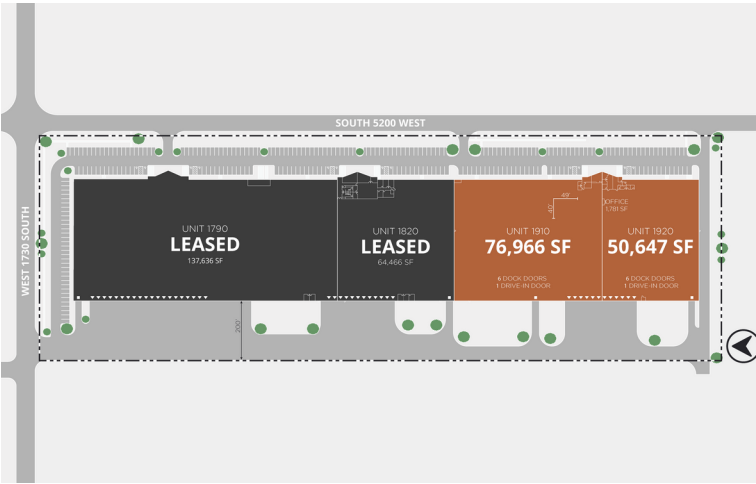 SOUTH 5200 WEST
WEST 1730 SOUTH
UNIT 1790
LEASED
137,636 SF
UNIT 1820
LEASED
64,466 SF
49'
40'
UNIT 1910
76,966 SF
6 DOCK DOORS
1 DRIVE-IN DOOR
OFFICE
1,781 SF
UNIT 1920
50,647 SF
6 DOCK DOORS
1 DRIVE-IN DOOR
200'